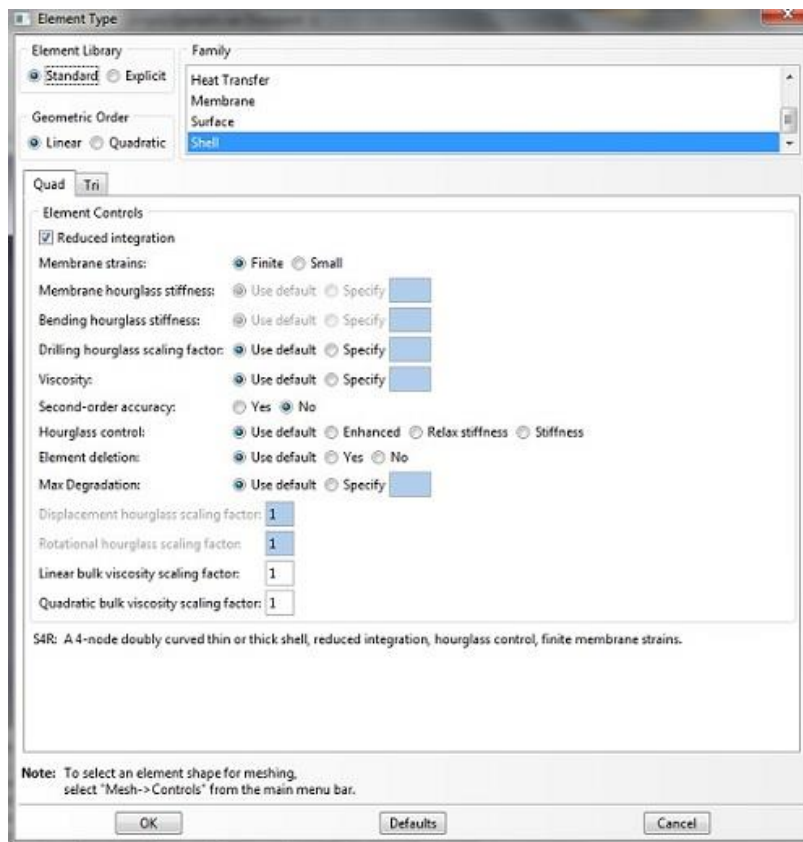 Element Type
Element Library
Family
Standard Explicit
Heat Transfer
Membrane
Geometric Order
Surface
Linear Quadratic
Shell
Quad Tri
Element Controls
Reduced integration
Membrane strains: Finite Small
Membrane hourglass stiffness: Use default Specify
Bending hourglass stiffness: Use default Specify
Drilling hourglass scaling factor: Use default Specify
Viscosity: Use default Specify
Second-order accuracy: Yes No
Hourglass control: Use default Enhanced Relax stiffness Stiffness
Element deletion: Use default Yes No
Max Degradation: Use default Specify
Displacement hourglass scaling factor: 1
Rotational hourglass scaling factor: 1
Linear bulk viscosity scaling factor: 1
Quadratic bulk viscosity scaling factor: 1
S4R: A 4-node doubly curved thin or thick shell, reduced integration, hourglass control, finite membrane strains.
Note: To select an element shape for meshing,
select "Mesh->Controls" from the main menu bar.
OK Defaults Cancel